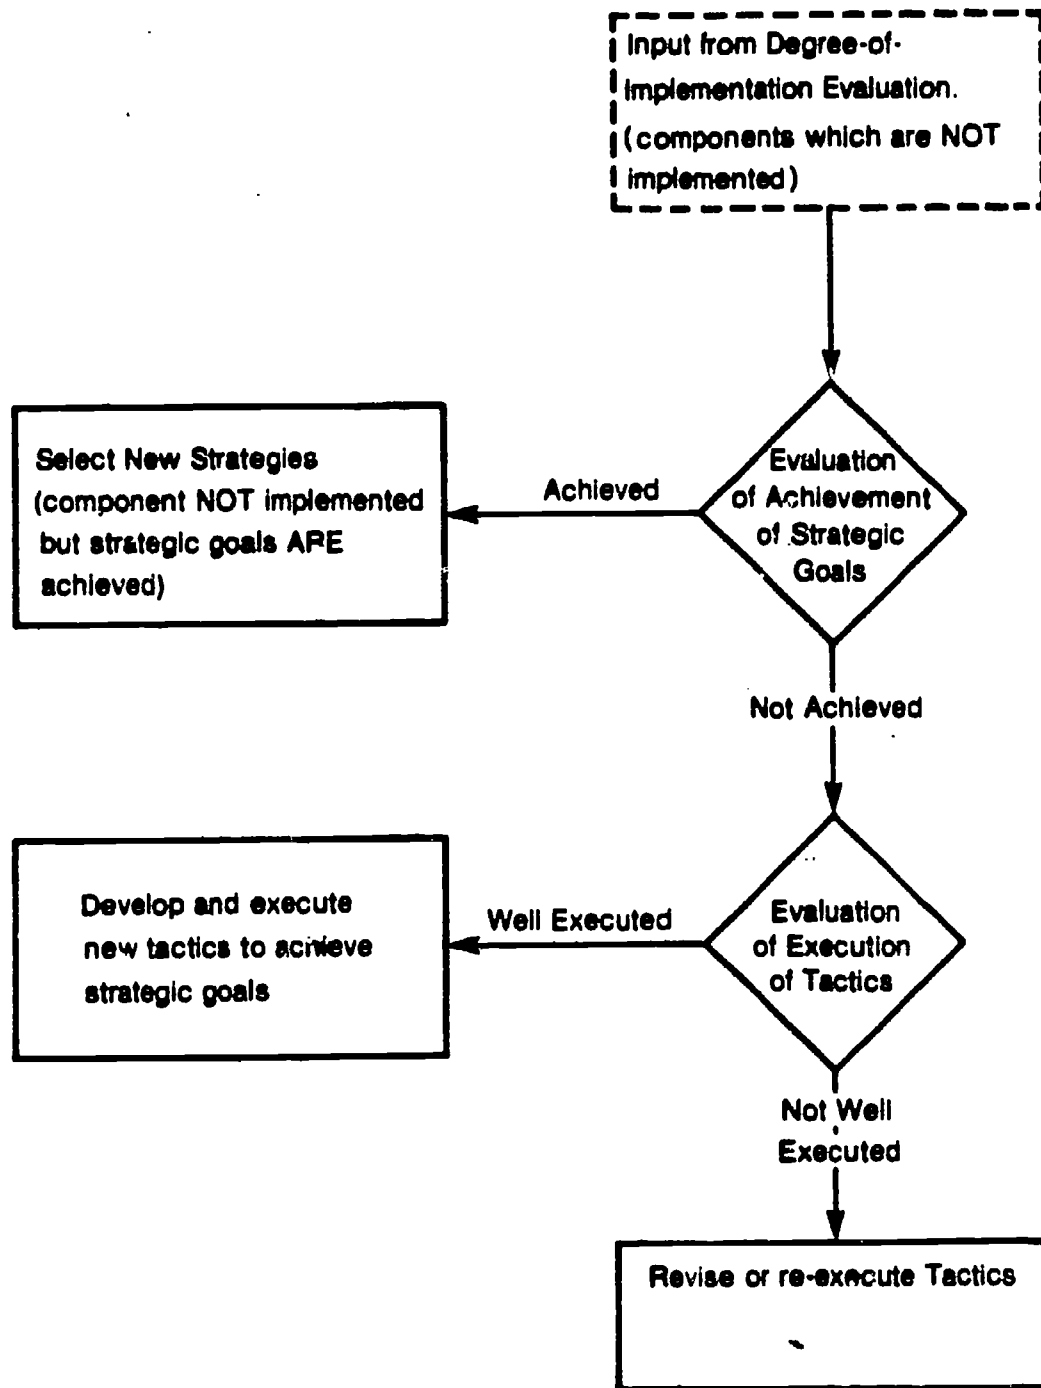 Input from Degree-of-
Implementation Evaluation.
(components which are NOT
implemented)
Evaluation
of Achievement
of Strategic
Goals
Achieved
Select New Strategies
(component NOT implemented
but strategic goals ARE
achieved)
Not Achieved
Evaluation
of Execution
of Tactics
Well Executed
Develop and execute
new tactics to achieve
strategic goals
Not Well
Executed
Revise or re-execute Tactics